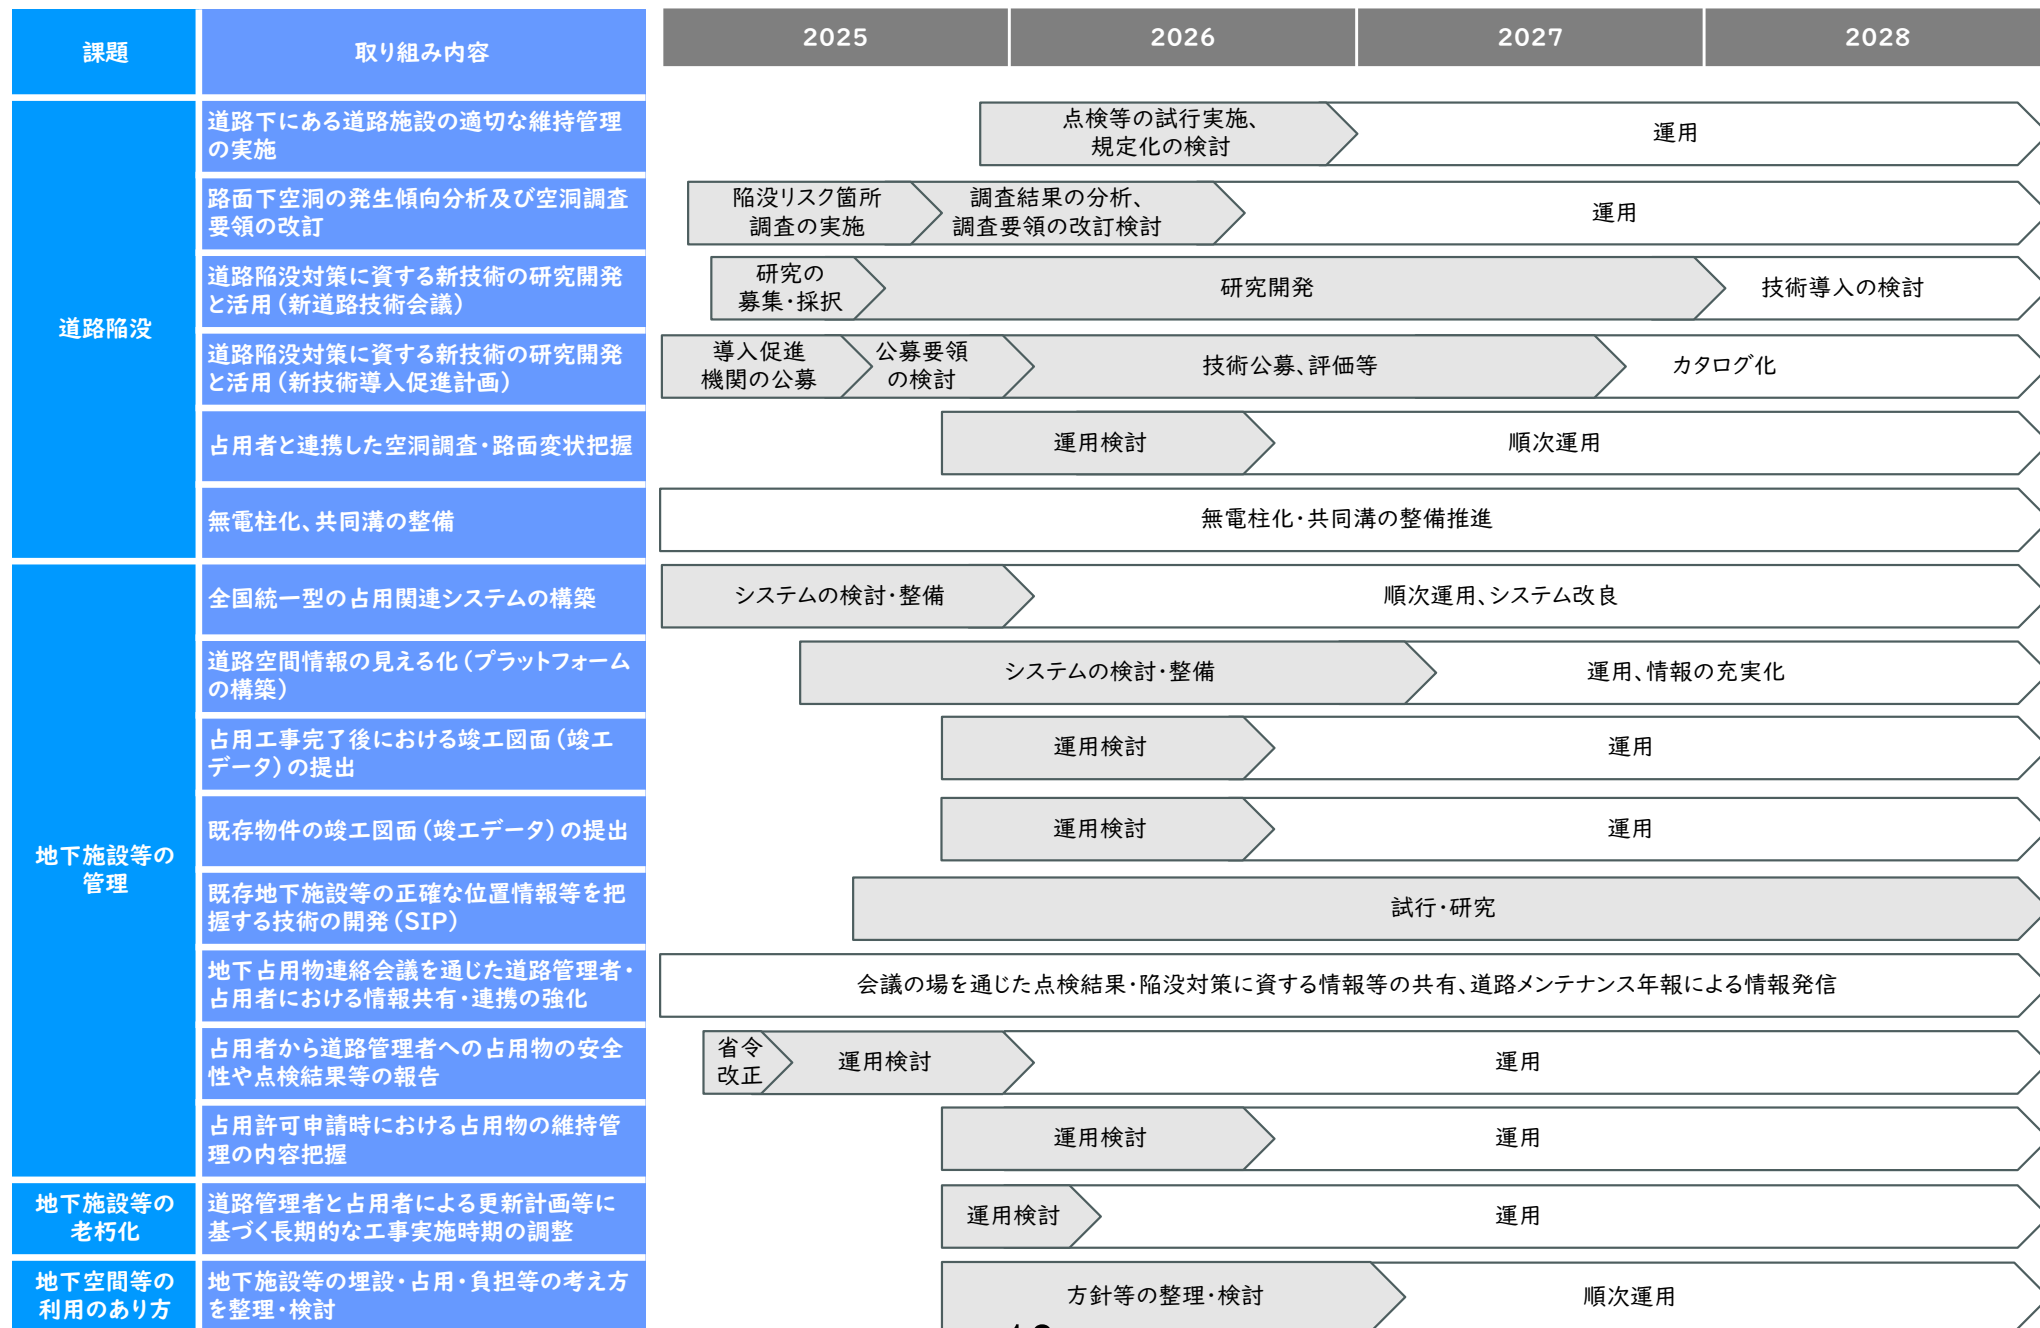 課題
取り組み内容
2025
2026
2027
2028
道路陥没
道路下にある道路施設の適切な維持管理
の実施
点検等の試行実施、
規定化の検討
運用
路面下空洞の発生傾向分析及び空洞調査
要領の改訂
陥没リスク箇所
調査の実施
調査結果の分析、
調査要領の改訂検討
運用
道路陥没対策に資する新技術の研究開発
と活用(新道路技術会議)
研究の
募集・採択
研究開発
技術導入の検討
道路陥没対策に資する新技術の研究開発
と活用(新技術導入促進計画)
導入促進
機関の公募
公募要領
の検討
技術公募、評価等
カタログ化
占用者と連携した空洞調査・路面変状把握
運用検討
順次運用
無電柱化、共同溝の整備
無電柱化・共同溝の整備推進
地下施設等の
管理
全国統一型の占用関連システムの構築
システムの検討・整備
順次運用、システム改良
道路空間情報の見える化(プラットフォーム
の構築)
システムの検討・整備
運用、情報の充実化
占用工事完了後における竣工図面(竣工
データ)の提出
運用検討
運用
既存物件の竣工図面(竣工データ)の提出
運用検討
運用
既存地下施設等の正確な位置情報等を把
握する技術の開発(SIP)
試行・研究
地下占用物連絡会議を通じた道路管理者・
占用者における情報共有・連携の強化
会議の場を通じた点検結果・陥没対策に資する情報等の共有、道路メンテナンス年報による情報発信
占用者から道路管理者への占用物の安全
性や点検結果等の報告
省令
改正
運用検討
運用
占用許可申請時における占用物の維持管
理の内容把握
運用検討
運用
地下施設等の
老朽化
道路管理者と占用者による更新計画等に
基づく長期的な工事実施時期の調整
運用検討
運用
地下空間等の
利用のあり方
地下施設等の埋設・占用・負担等の考え方
を整理・検討
方針等の整理・検討
順次運用